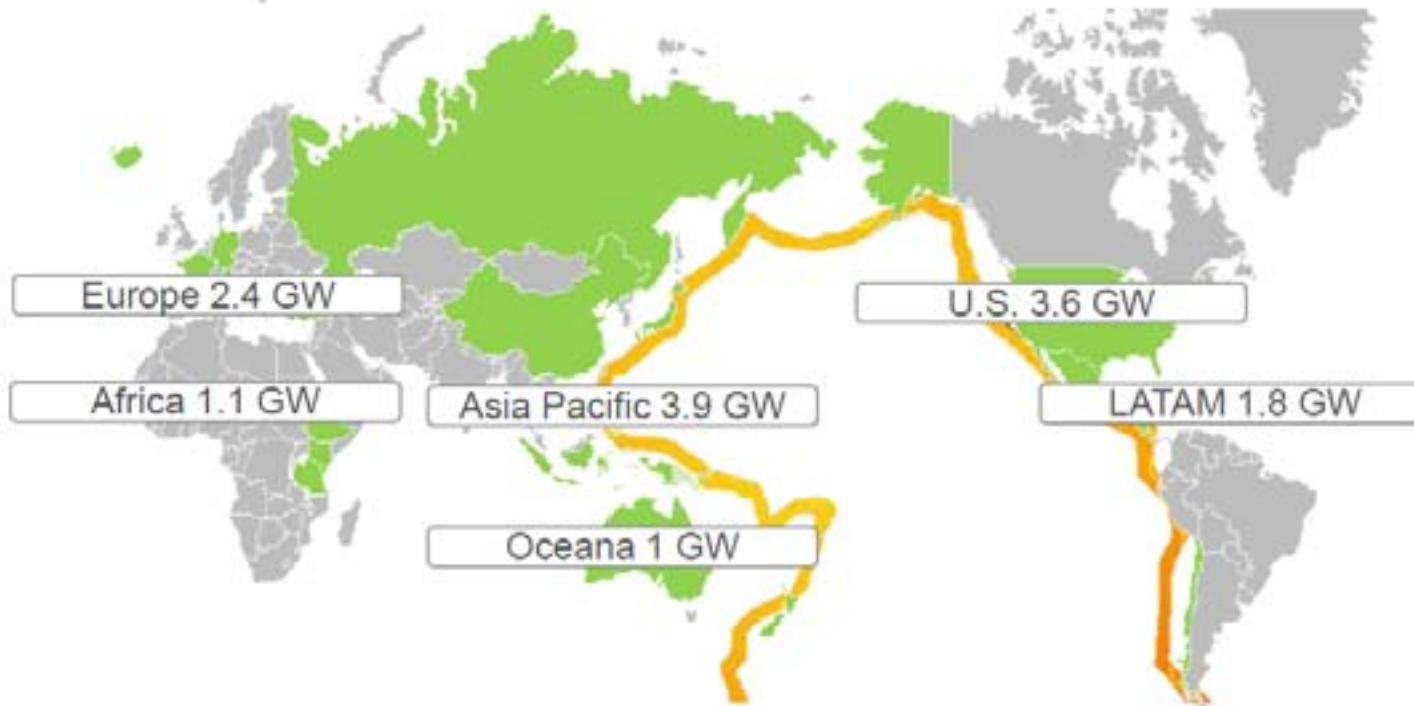 Europe 2.4 GW
U.S. 3.6 GW
Africa 1.1 GW
Asia Pacific 3.9 GW
LATAM 1.8 GW
Oceana 1 GW